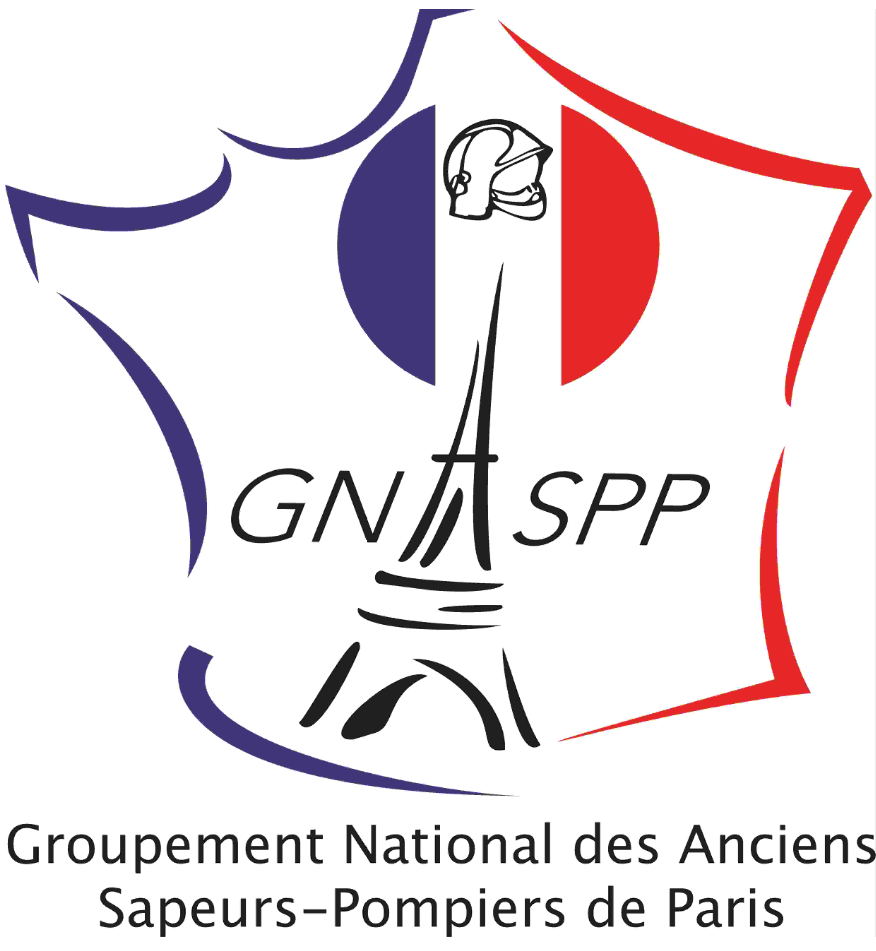 GNASPP
Groupement National des Anciens
Sapeurs-Pompiers de Paris